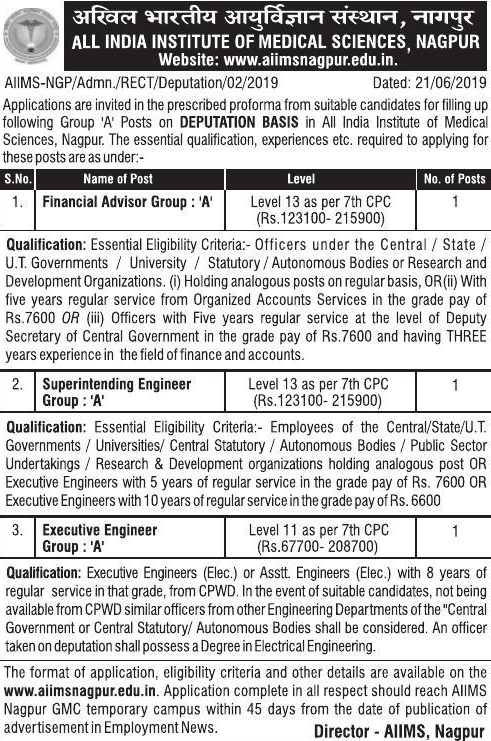 अखिल भारतीय आयुर्विज्ञान संस्थान, नागपुर
ALL INDIA INSTITUTE OF MEDICAL SCIENCES, NAGPUR
Website: www.aiimsnagpur.edu.in.
AIIMS-NGP/Admn./RECT/Deputation/02/2019 Dated: 21/06/2019
Applications are invited in the prescribed proforma from suitable candidates for filling up
following Group 'A' Posts on DEPUTATION BASIS in All India Institute of Medical
Sciences, Nagpur. The essential qualification, experiences etc. required to applying for
these posts are as under:-
S.No. Name of Post Level No. of Posts
1. Financial Advisor Group : 'A' Level 13 as per 7th CPC 1
(Rs.123100- 215900)
Qualification: Essential Eligibility Criteria:- Officers under the Central / State /
U.T. Governments / University / Statutory / Autonomous Bodies or Research and
Development Organizations. (i) Holding analogous posts on regular basis, OR(ii) With
five years regular service from Organized Accounts Services in the grade pay of
Rs.7600 OR (iii) Officers with Five years regular service at the level of Deputy
Secretary of Central Government in the grade pay of Rs.7600 and having THREE
years experience in the field of finance and accounts.
2. Superintending Engineer Level 13 as per 7th CPC 1
Group : 'A' (Rs.123100- 215900)
Qualification: Essential Eligibility Criteria:- Employees of the Central/State/U.T.
Governments / Universities/ Central Statutory / Autonomous Bodies / Public Sector
Undertakings / Research & Development organizations holding analogous post OR
Executive Engineers with 5 years of regular service in the grade pay of Rs. 7600 OR
Executive Engineers with 10 years of regular service in the grade pay of Rs. 6600
3. Executive Engineer Level 11 as per 7th CPC 1
Group : 'A' (Rs.67700- 208700)
Qualification: Executive Engineers (Elec.) or Asstt. Engineers (Elec.) with 8 years of
regular service in that grade, from CPWD. In the event of suitable candidates, not being
available from CPWD similar officers from other Engineering Departments of the "Central
Government or Central Statutory/ Autonomous Bodies shall be considered. An officer
taken on deputation shall possess a Degree in Electrical Engineering.
The format of application, eligibility criteria and other details are available on the
www.aiimsnagpur.edu.in. Application complete in all respect should reach AIIMS
Nagpur GMC temporary campus within 45 days from the date of publication of
advertisement in Employment News.
Director - AIIMS, Nagpur